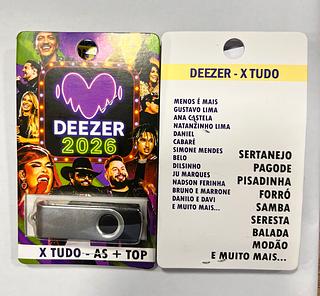 DEEZER
2026
X TUDO - AS + TOP
DEEZER - X TUDO
MENOS É MAIS
GUSTAVO LIMA
ANA CASTELA
NATANZINHO LIMA
DANIEL
CABARÉ
SIMONE MENDES
BELO
DILSINHO
JU MARQUES
NADSON FERINHA
BRUNO E MARRONE
DANILO E DAVI
E MUITO MAIS...
SERTANEJO
PAGODE
PISADINHA
FORRÓ
SAMBA
SERESTA
BALADA
MODÃO
E MUITO MAIS...